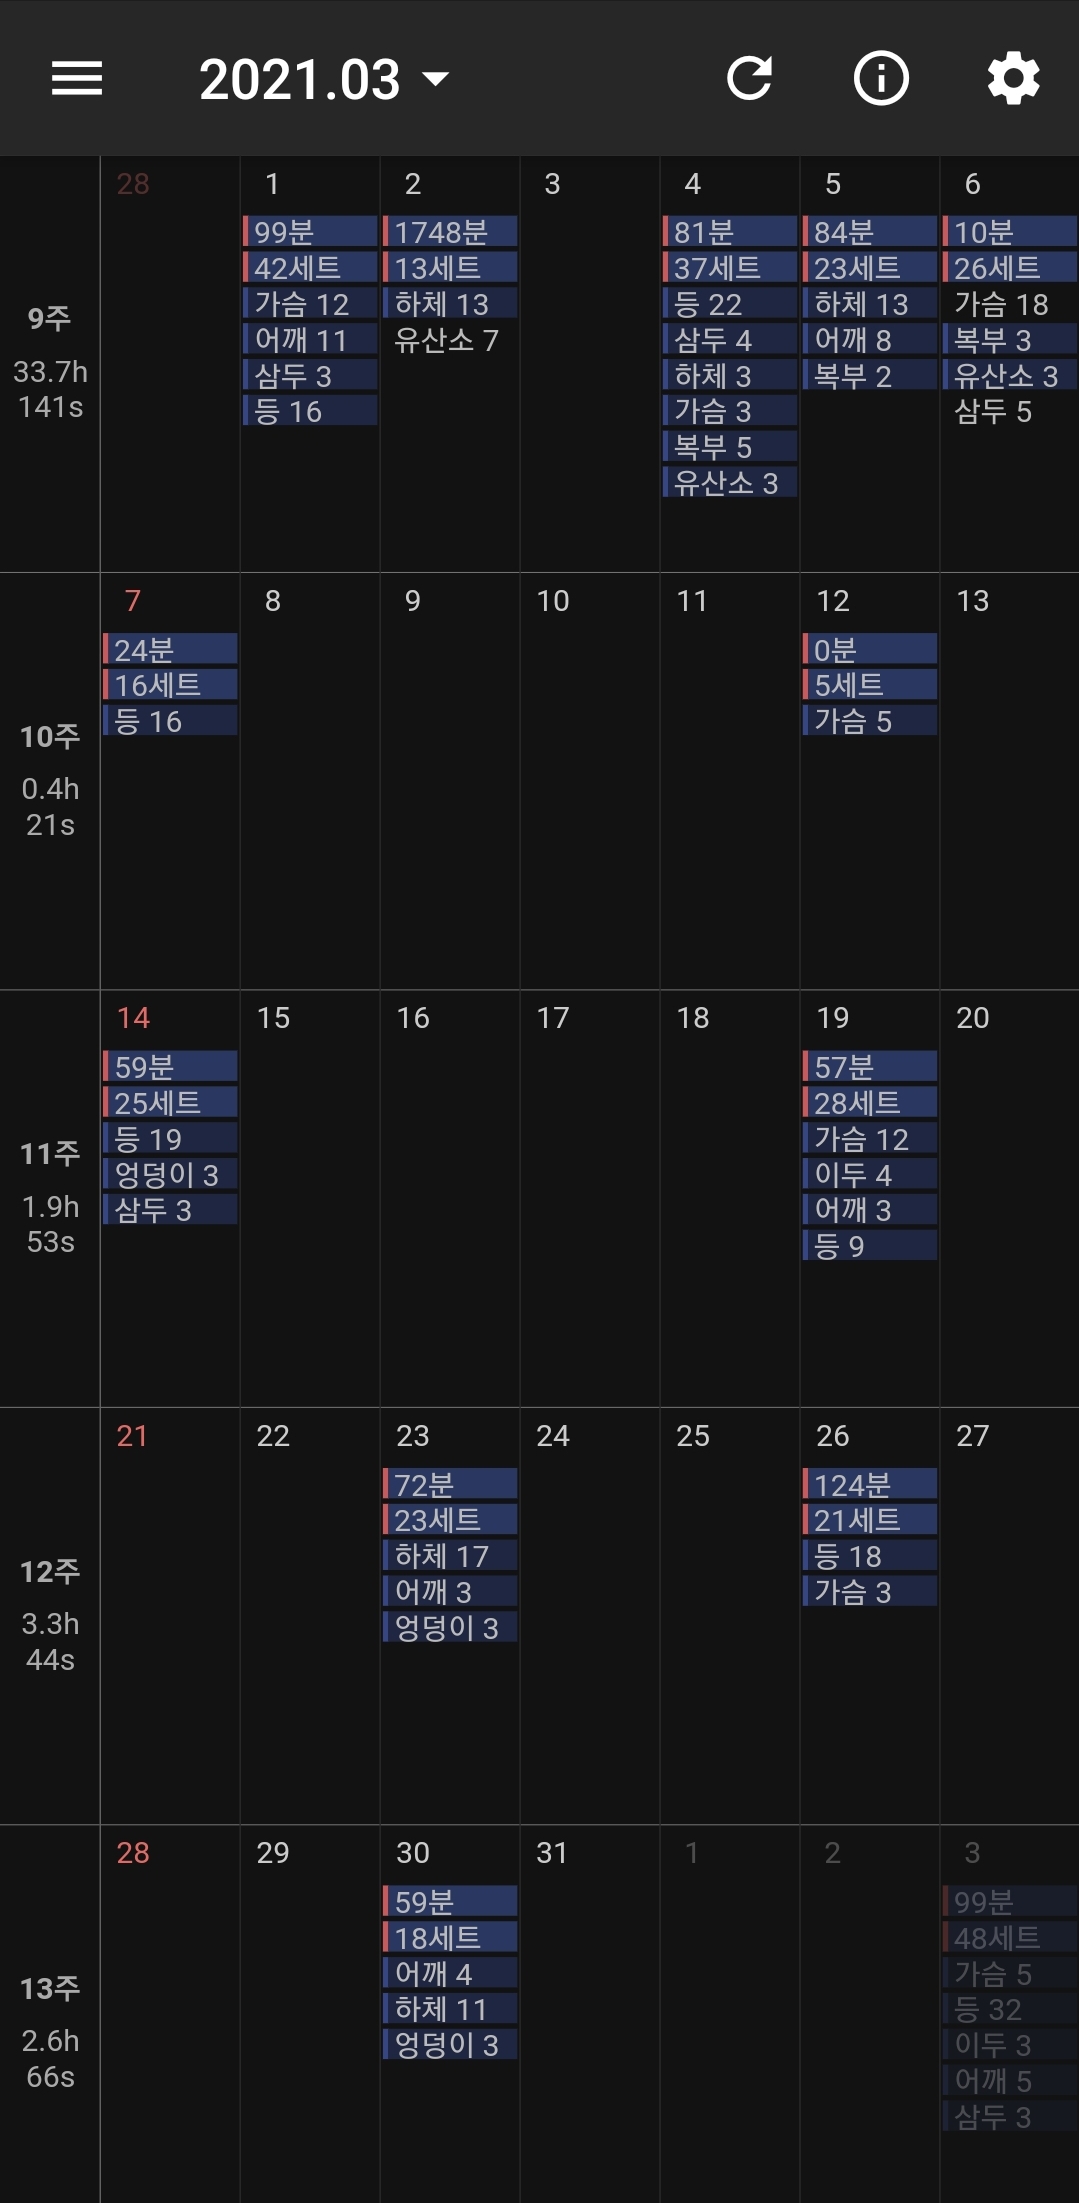 2021.03
28
1
2
3
4
5
6
9주
33.7h
141s
99분
42세트
가슴 12
어깨 11
삼두 3
등 16
1748분
13세트
하체 13
유산소 7
81분
37세트
등 22
삼두 4
하체 3
가슴 3
복부 5
유산소 3
84분
23세트
하체 13
어깨 8
복부 2
10분
26세트
가슴 18
복부 3
유산소 3
삼두 5
7
8
9
10
11
12
13
10주
0.4h
21s
24분
16세트
등 16
0분
5세트
가슴 5
14
15
16
17
18
19
20
11주
1.9h
53s
59분
25세트
등 19
엉덩이 3
삼두 3
57분
28세트
가슴 12
이두 4
어깨 3
등 9
21
22
23
24
25
26
27
12주
3.3h
44s
72분
23세트
하체 17
어깨 3
엉덩이 3
124분
21세트
등 18
가슴 3
28
29
30
31
1
2
3
13주
2.6h
66s
59분
18세트
어깨 4
하체 11
엉덩이 3
99분
48세트
가슴 5
등 32
이두 3
어깨 5
삼두 3